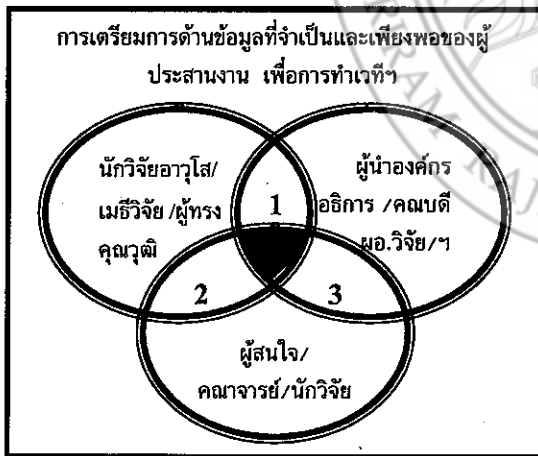 การเตรียมการด้านข้อมูลที่จำเป็นและเพียงพอของผู้
ประสานงาน เพื่อการทำเวทีฯ
นักวิจัยอาวุโส/
เมธีวิจัย /ผู้ทรง
คุณวุฒิ
1
ผู้นำองค์กร
อธิการ /คณบดี
ผอ.วิจัย/ฯ
2
3
ผู้สนใจ/
คณาจารย์/นักวิจัย